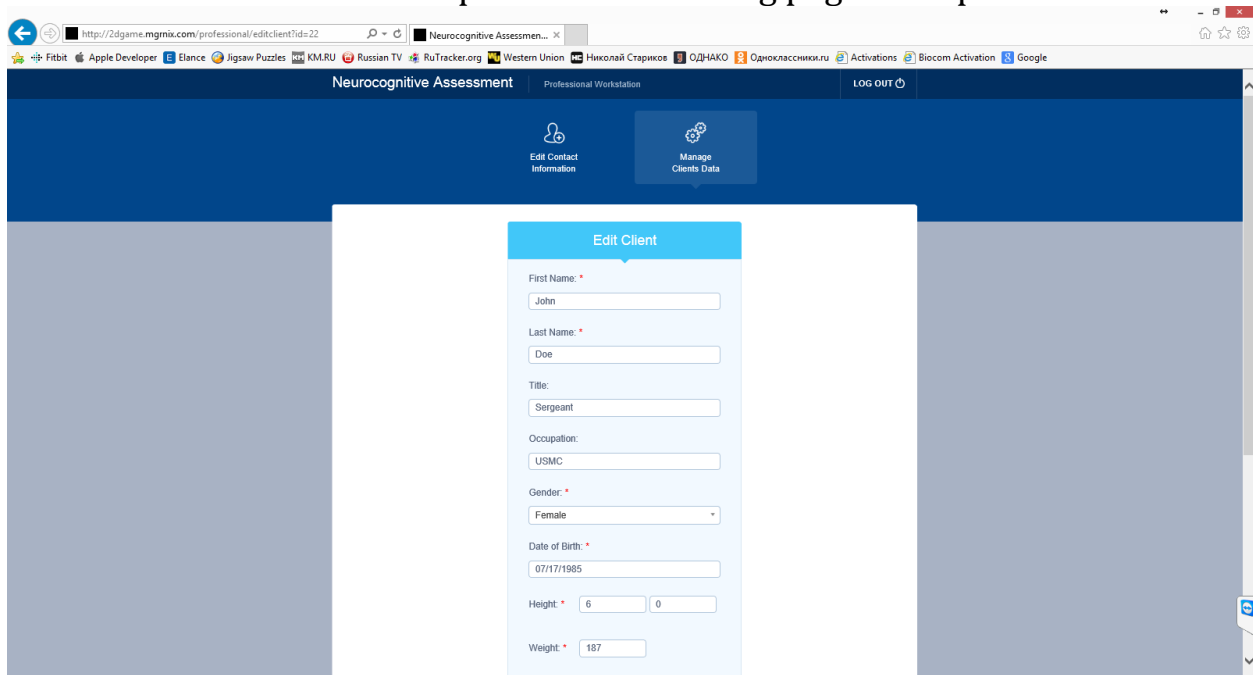 http://2dgame.mgrnix.com/professional/editclient?id=22 Neurocognitive Assessmen...
Fitbit Apple Developer Elance Jigsaw Puzzles KM.RU Russian TV RuTracker.org Western Union Николай Стариков ОДНАКО Одноклассники.ru Activations Biocom Activation Google
Neurocognitive Assessment Professional Workstation LOG OUT
Edit Contact
Information
Manage
Clients Data
Edit Client
First Name: *
John
Last Name: *
Doe
Title:
Sergeant
Occupation:
USMC
Gender: *
Female
Date of Birth: *
07/17/1985
Height: * 6 0
Weight: * 187